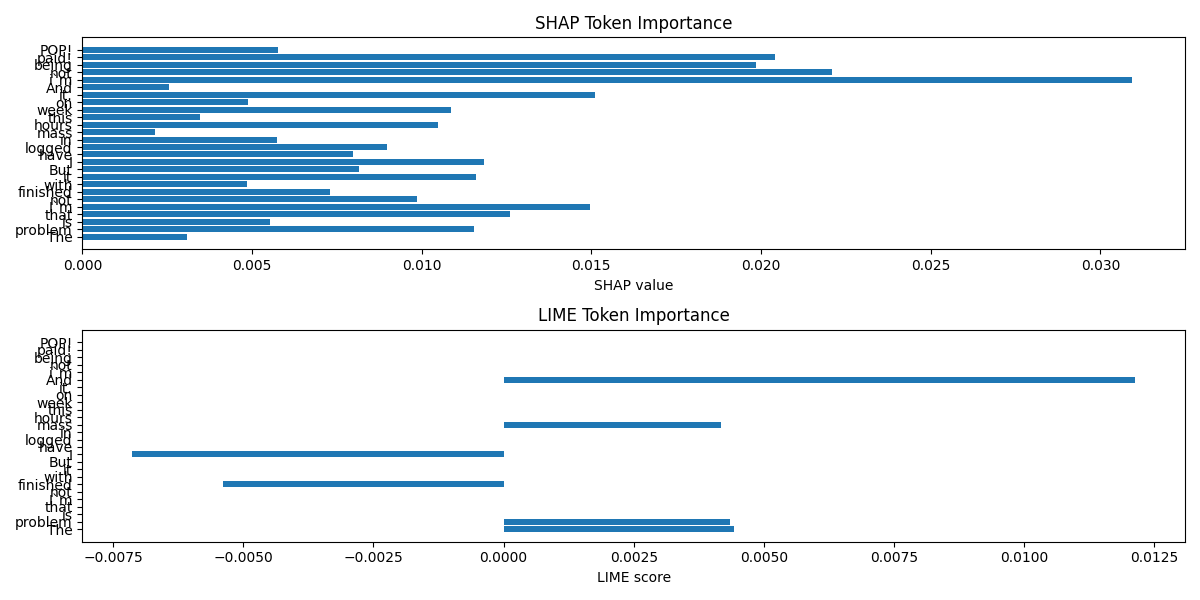 SHAP Token Importance
POP!
paid!
being
not
I'm
And
it.
on
week
this
hours
mass
in
logged
have
I
But
it
with
finished
not
I'm
that
is
problem
The
0.000 0.005 0.010 0.015 0.020 0.025 0.030
SHAP value
LIME Token Importance
POP!
paid!
being
not
I'm
And
it.
on
week
this
hours
mass
in
logged
have
I
But
it
with
finished
not
I'm
that
is
problem
The
−0.0075 −0.0050 −0.0025 0.0000 0.0025 0.0050 0.0075 0.0100 0.0125
LIME score